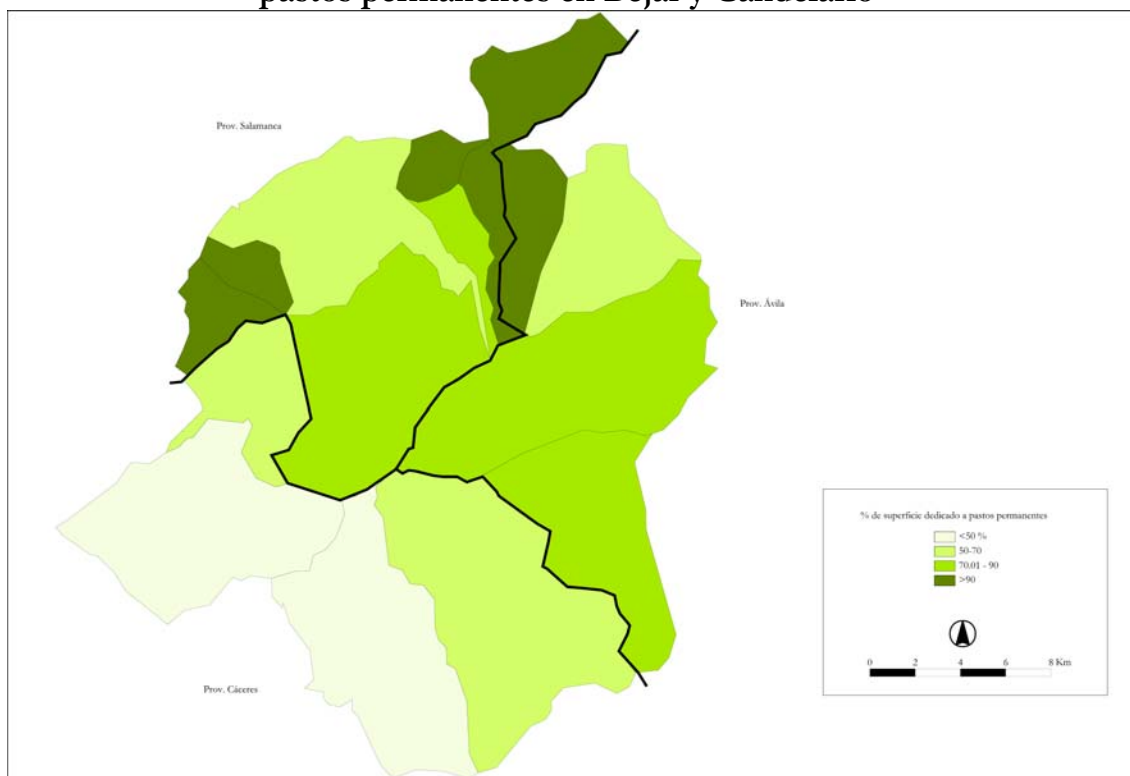 pastos permanentes en Béjar y Candelario
Prov. Salamanca
Prov. Ávila
% de superficie dedicado a pastos permanentes
<50 %
50-70
70.01 - 90
>90
0 2 4 6 8 Km
Prov. Cáceres